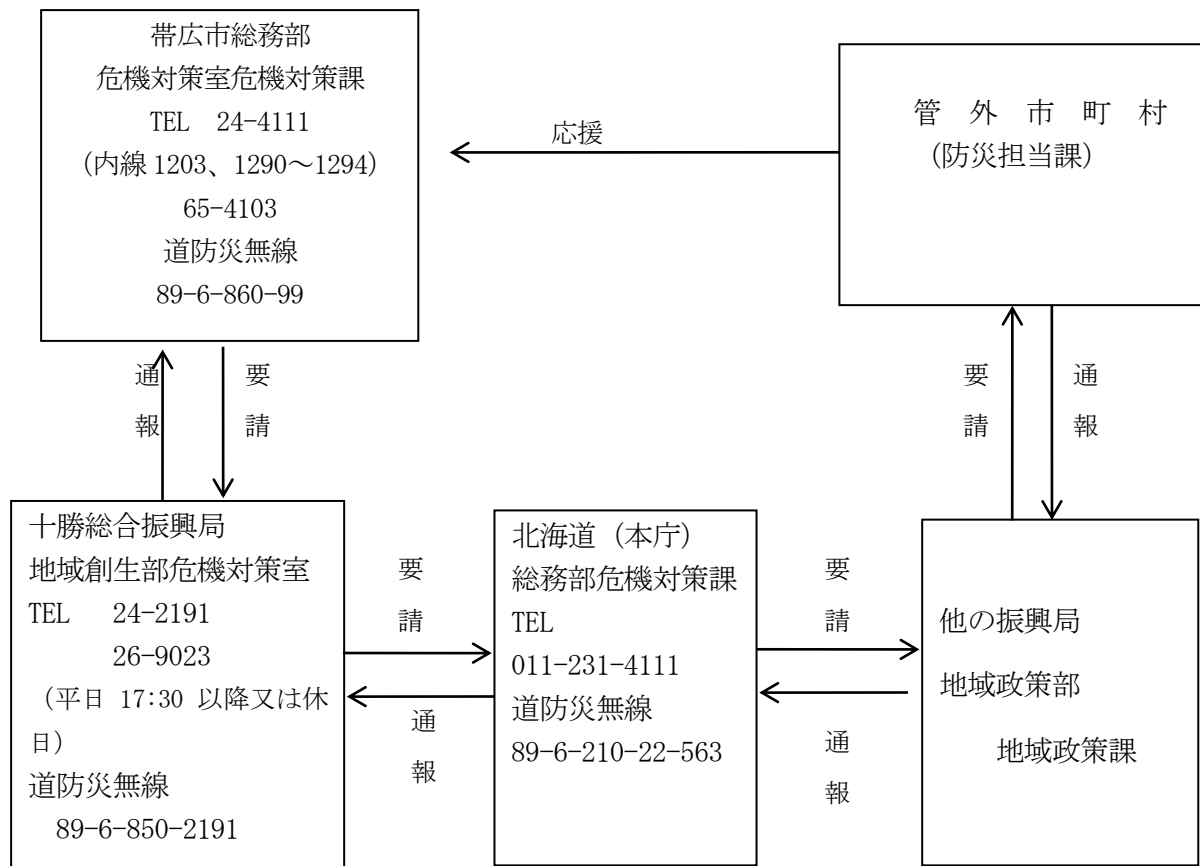 帯広市総務部
危機対策室危機対策課
TEL 24-4111
(内線1203、1290～1294)
65-4103
道防災無線
89-6-860-99
応援
管 外 市 町 村
(防災担当課)
通報
要請
要請
通報
十勝総合振興局
地域創生部危機対策室
TEL 24-2191
26-9023
(平日 17:30 以降又は休
日)
道防災無線
89-6-850-2191
要請
通報
北海道 (本庁)
総務部危機対策課
TEL
011-231-4111
道防災無線
89-6-210-22-563
要請
通報
他の振興局
地域政策部
地域政策課